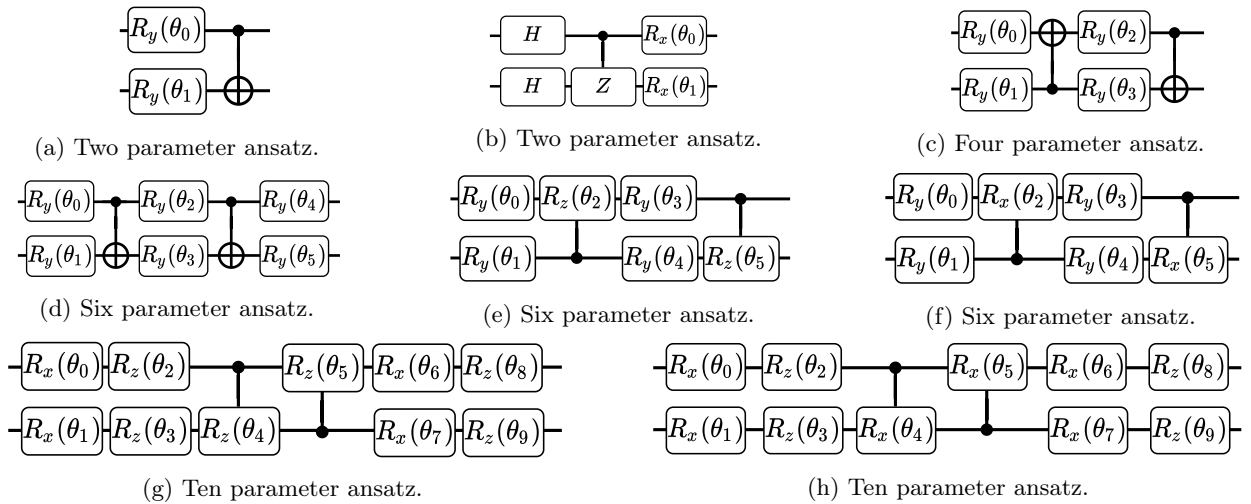 R_y(θ_0)
R_y(θ_1)
(a) Two parameter ansatz.
H R_x(θ_0)
H Z R_x(θ_1)
(b) Two parameter ansatz.
R_y(θ_0) R_y(θ_2)
R_y(θ_1) R_y(θ_3)
(c) Four parameter ansatz.
R_y(θ_0) R_y(θ_2) R_y(θ_4)
R_y(θ_1) R_y(θ_3) R_y(θ_5)
(d) Six parameter ansatz.
R_y(θ_0) R_z(θ_2) R_y(θ_3)
R_y(θ_1) R_y(θ_4) R_z(θ_5)
(e) Six parameter ansatz.
R_y(θ_0) R_x(θ_2) R_y(θ_3)
R_y(θ_1) R_y(θ_4) R_x(θ_5)
(f) Six parameter ansatz.
R_x(θ_0) R_z(θ_2) R_z(θ_5) R_x(θ_6) R_z(θ_8)
R_x(θ_1) R_z(θ_3) R_z(θ_4) R_x(θ_7) R_z(θ_9)
(g) Ten parameter ansatz.
R_x(θ_0) R_z(θ_2) R_x(θ_5) R_x(θ_6) R_z(θ_8)
R_x(θ_1) R_z(θ_3) R_x(θ_4) R_x(θ_7) R_z(θ_9)
(h) Ten parameter ansatz.